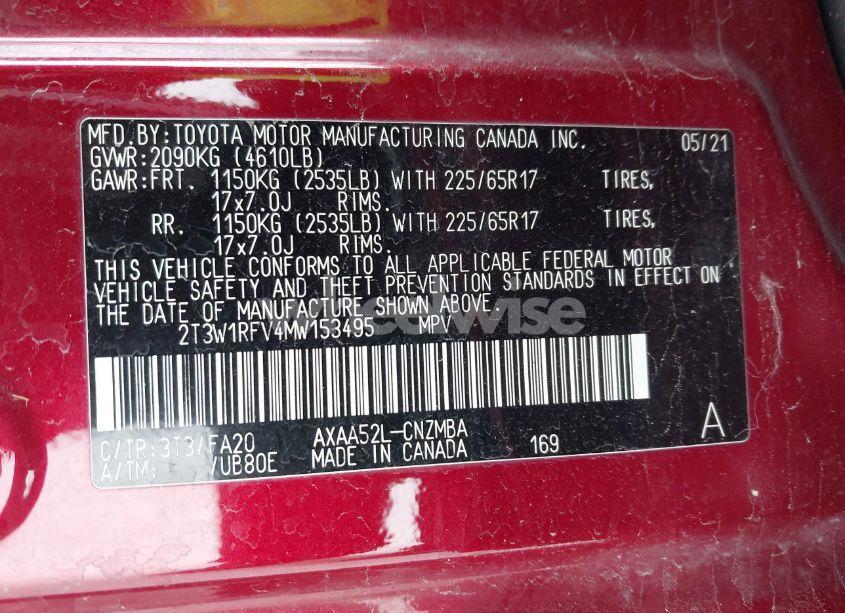 MFD.BY:TOYOTA MOTOR MANUFACTURING CANADA INC. 05/21
GVWR:2090KG (4610LB)
GAWR:FRT. 1150KG (2535LB) WITH 225/65R17 TIRES,
17x7.0J RIMS.
RR. 1150KG (2535LB) WITH 225/65R17 TIRES,
17x7.0J RIMS.
THIS VEHICLE CONFORMS TO ALL APPLICABLE FEDERAL MOTOR
VEHICLE SAFETY AND THEFT PREVENTION STANDARDS IN EFFECT ON
THE DATE OF MANUFACTURE SHOWN ABOVE.
2T3W1RFV4MW153495 MPV
C/TR:3T3/FA20 AXAA52L-CNZMBA A
A/TM: /UB80E MADE IN CANADA 169